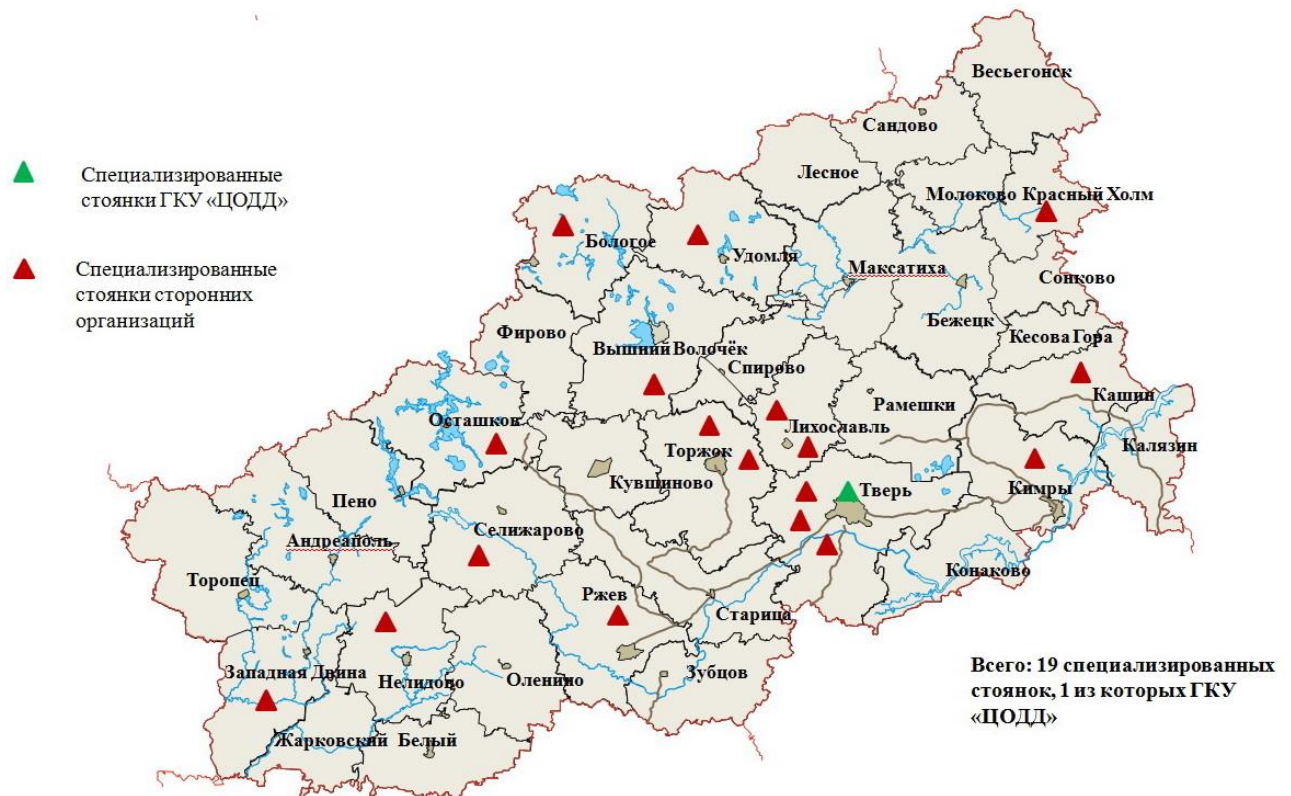 Весьегонск
Сандово
Лесное
Специализированные
стоянки ГКУ «ЦОДД»
Молоково
Красный Холм
Бологое
Удомля
Максатиха
Специализированные
стоянки сторонних
организаций
Сонково
Бежецк
Фирово
Кесова Гора
Вышний Волочёк
Спирово
Кашин
Рамешки
Осташков
Лихославль
Калязин
Торжок
Кувшиново
Кимры
Тверь
Пено
Селижарово
Андреаполь
Конаково
Торопец
Ржев
Старица
Западная Двина
Нелидово
Оленино
Зубцов
Всего: 19 специализированных
стоянок, 1 из которых ГКУ
«ЦОДД»
Жарковский
Белый